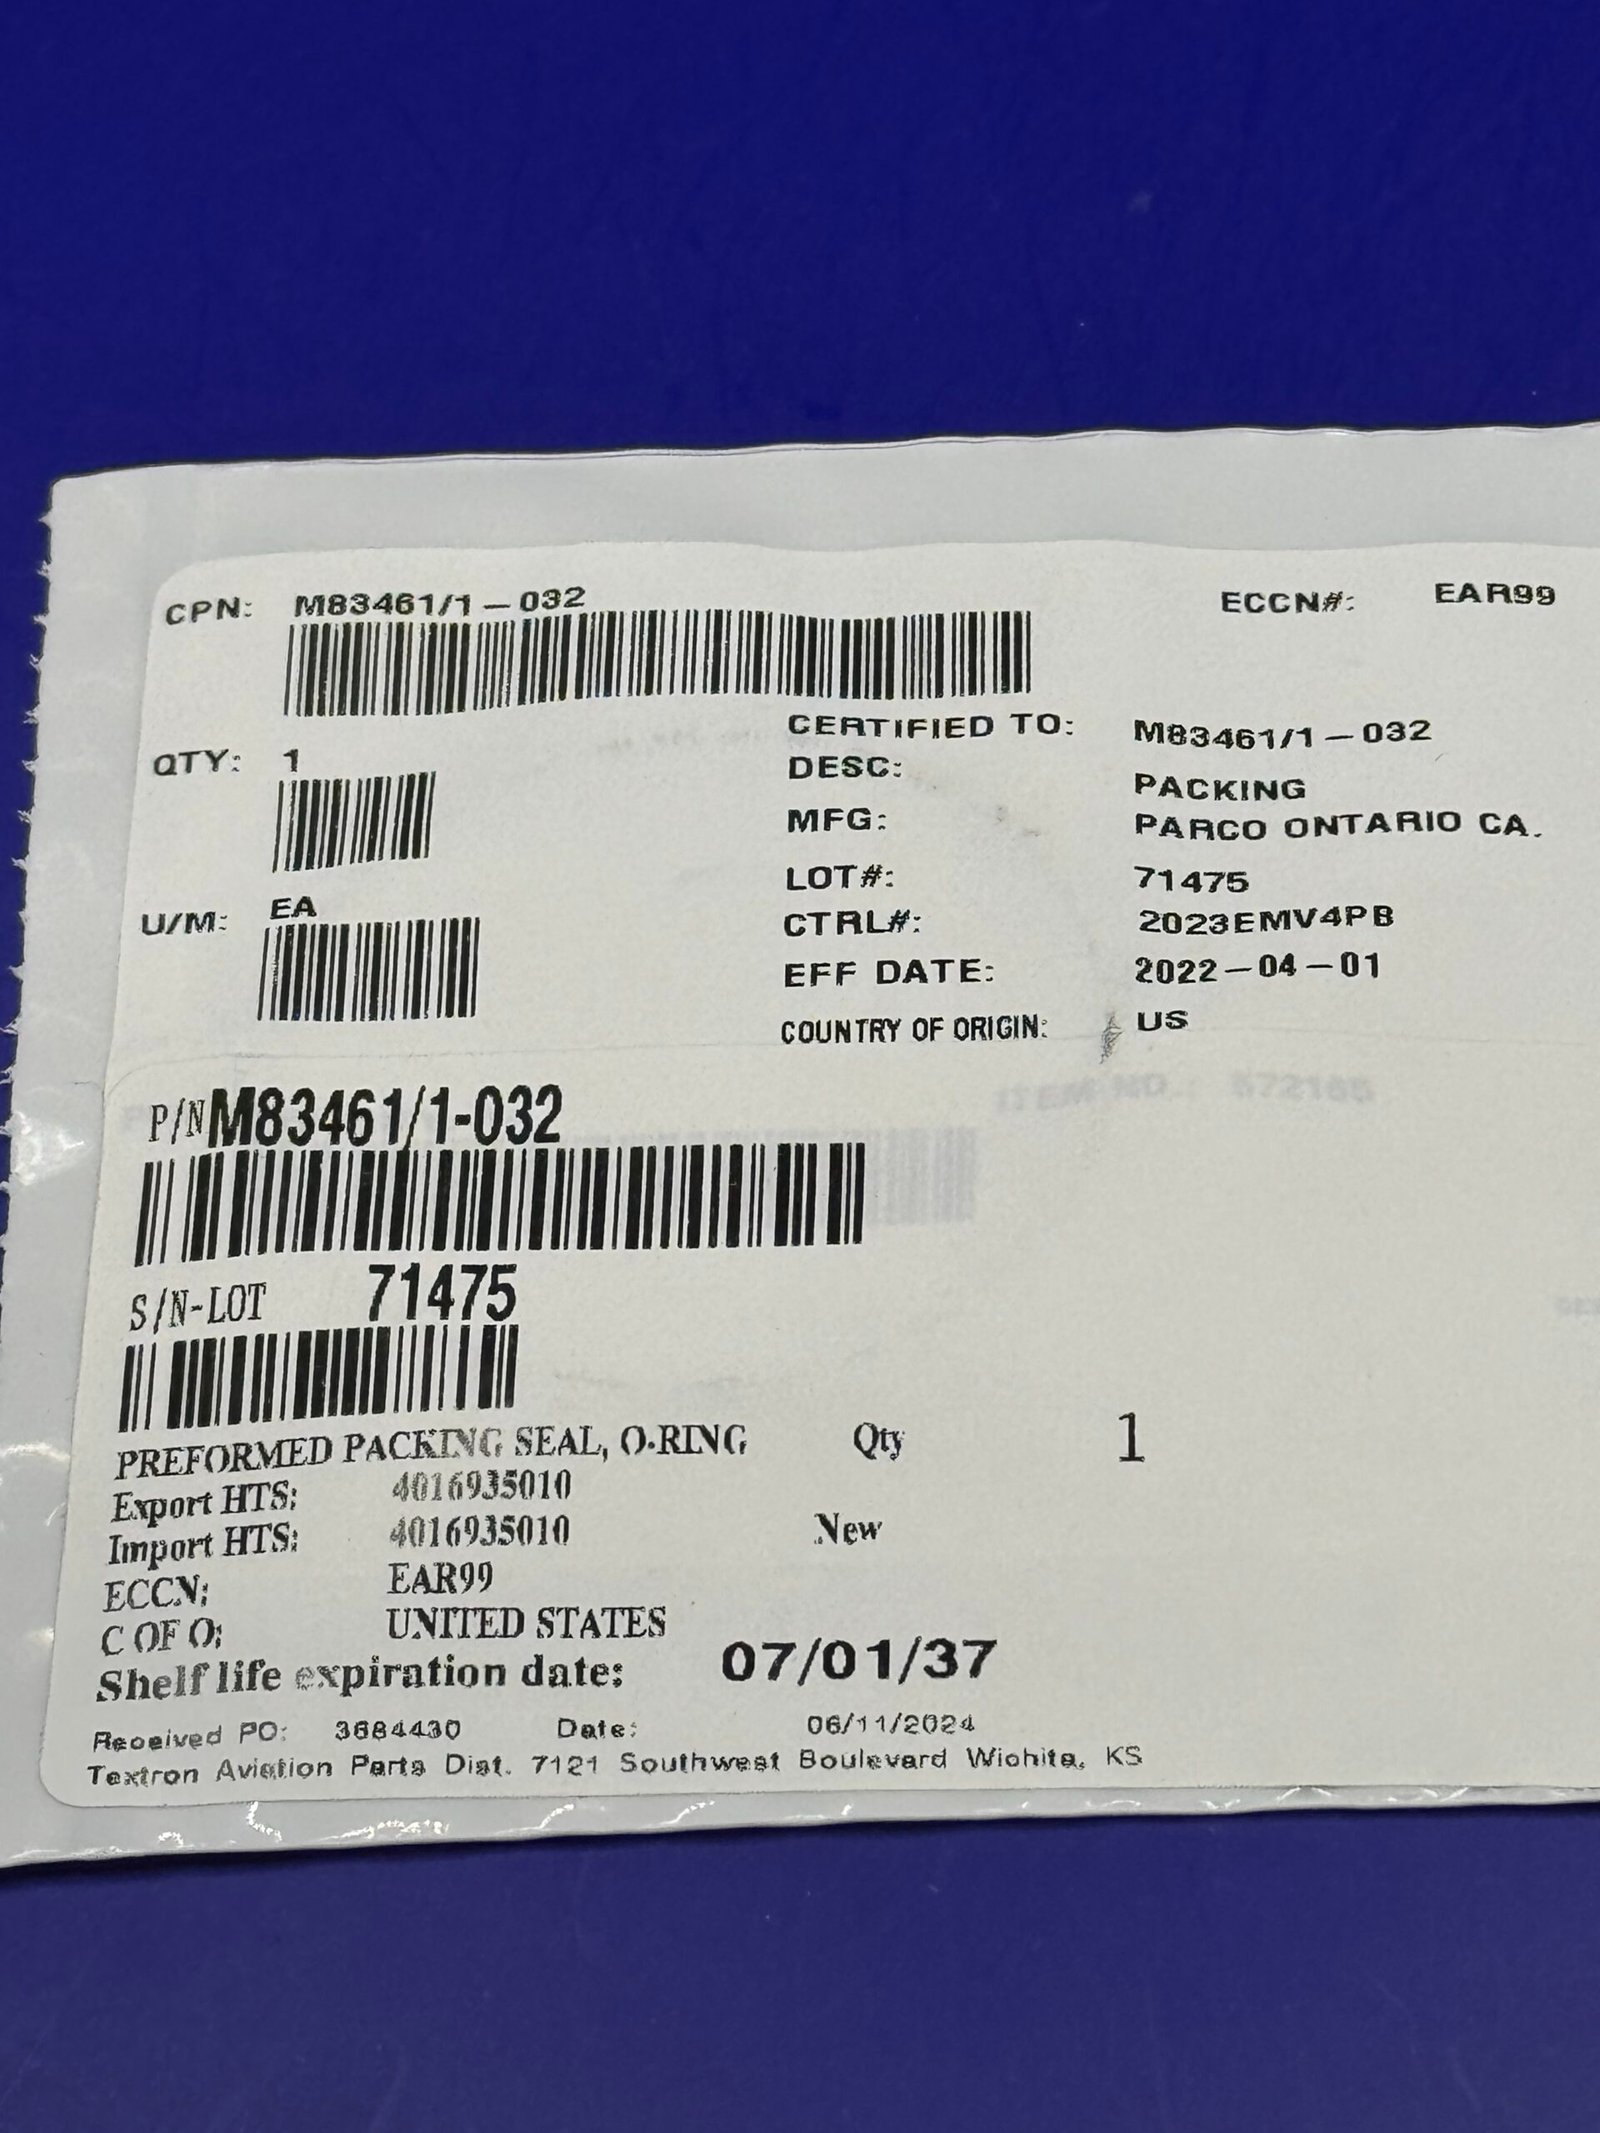 CPN: M83461/1-032 ECCN#: EAR99
CERTIFIED TO: M83461/1-032
QTY: 1
DESC: PACKING
MFG: PARCO ONTARIO CA.
LOT#: 71475
U/M: EA
CTRL#: 2023EMV4PB
EFF DATE: 2022-04-01
COUNTRY OF ORIGIN: US
ITEM NO.
P/N M83461/1-032
S/N-LOT 71475
PREFORMED PACKING SEAL, O-RING Qty 1
Export HTS: 4016935010
Import HTS: 4016935010 New
ECCN: EAR99
C OF O: UNITED STATES
Shelf life expiration date: 07/01/37
Received PO: 3684430 Date: 06/11/2024
Textron Aviation Parts Dist. 7121 Southwest Boulevard Wichita, KS